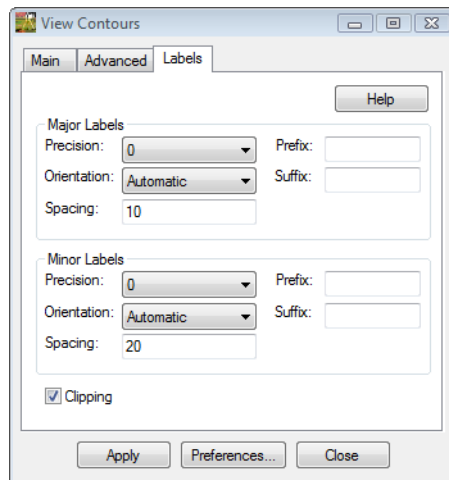 View Contours
Main Advanced Labels
Help
Major Labels
Precision: 0 Prefix:
Orientation: Automatic Suffix:
Spacing: 10
Minor Labels
Precision: 0 Prefix:
Orientation: Automatic Suffix:
Spacing: 20
Clipping
Apply Preferences... Close